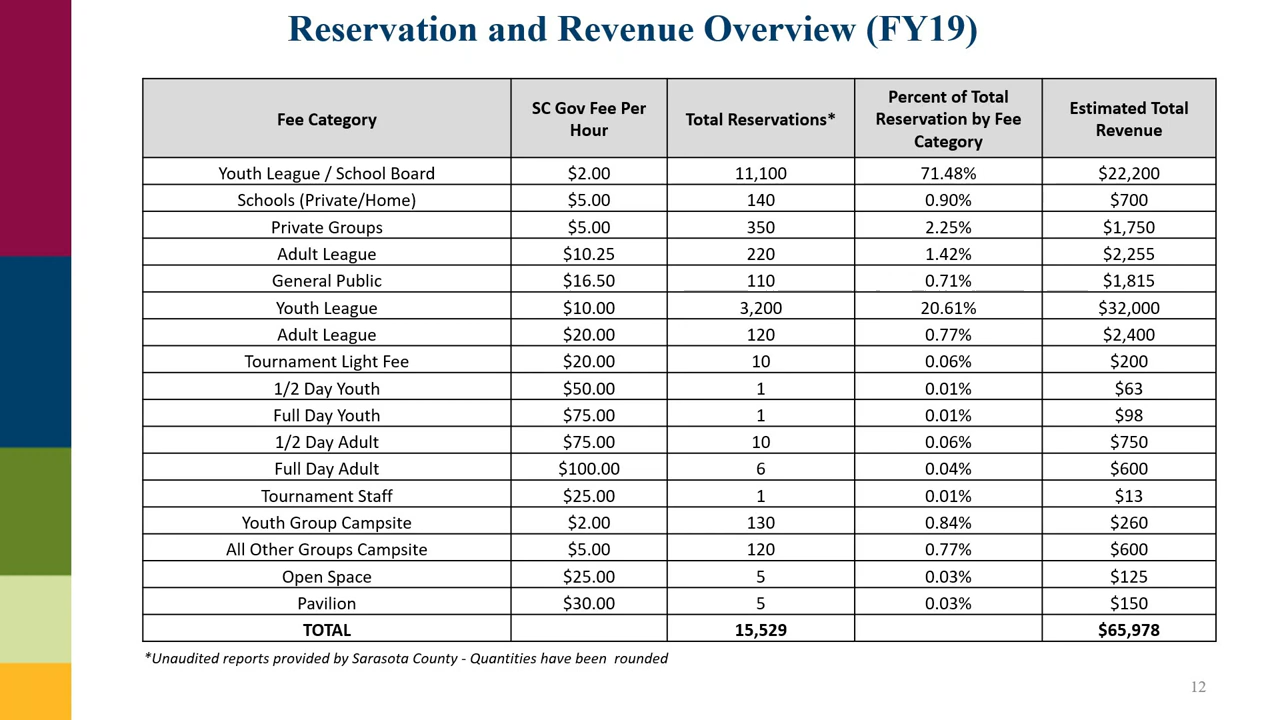 Reservation and Revenue Overview (FY19)
Fee Category SC Gov Fee Per Hour Total Reservations* Percent of Total Reservation by Fee Category Estimated Total Revenue
Youth League / School Board $2.00 11,100 71.48% $22,200
Schools (Private/Home) $5.00 140 0.90% $700
Private Groups $5.00 350 2.25% $1,750
Adult League $10.25 220 1.42% $2,255
General Public $16.50 110 0.71% $1,815
Youth League $10.00 3,200 20.61% $32,000
Adult League $20.00 120 0.77% $2,400
Tournament Light Fee $20.00 10 0.06% $200
1/2 Day Youth $50.00 1 0.01% $63
Full Day Youth $75.00 1 0.01% $98
1/2 Day Adult $75.00 10 0.06% $750
Full Day Adult $100.00 6 0.04% $600
Tournament Staff $25.00 1 0.01% $13
Youth Group Campsite $2.00 130 0.84% $260
All Other Groups Campsite $5.00 120 0.77% $600
Open Space $25.00 5 0.03% $125
Pavilion $30.00 5 0.03% $150
TOTAL 15,529 $65,978
*Unaudited reports provided by Sarasota County - Quantities have been rounded
12